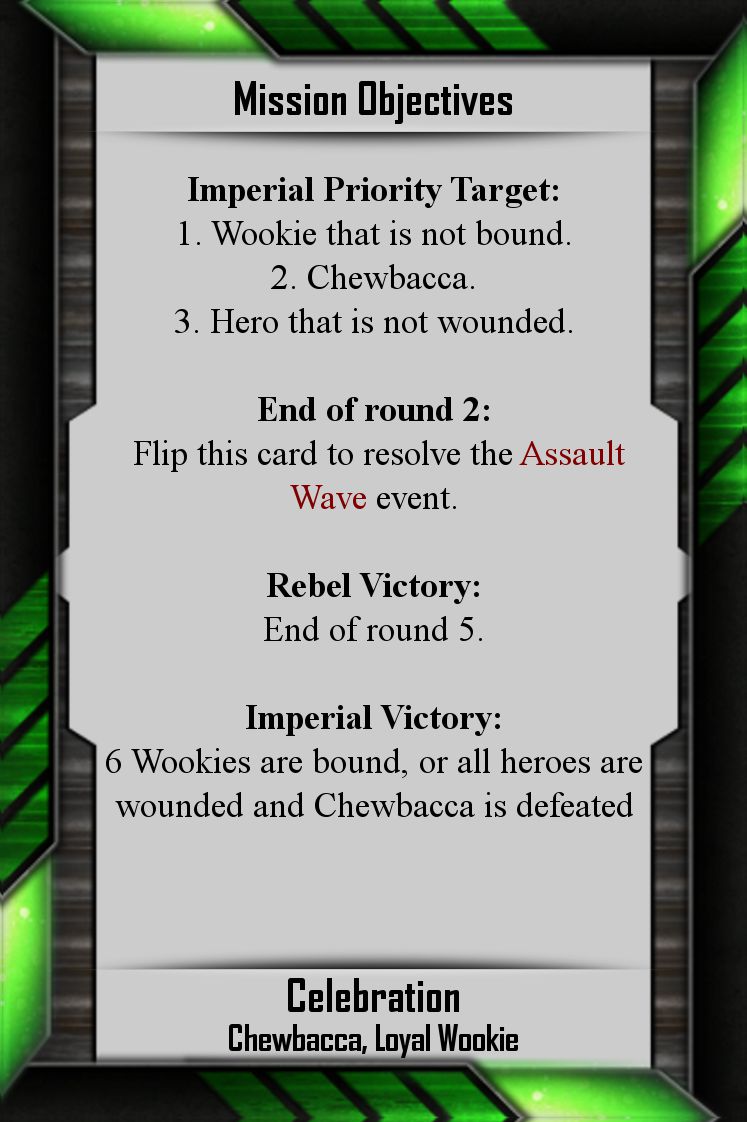 Mission Objectives
Imperial Priority Target:
1. Wookie that is not bound.
2. Chewbacca.
3. Hero that is not wounded.
End of round 2:
Flip this card to resolve the Assault
Wave event.
Rebel Victory:
End of round 5.
Imperial Victory:
6 Wookies are bound, or all heroes are
wounded and Chewbacca is defeated
Celebration
Chewbacca, Loyal Wookie